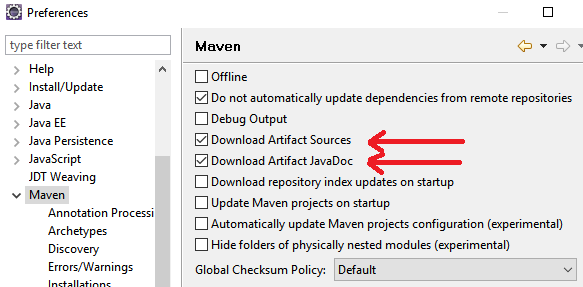 Preferences
type filter text
Help
Install/Update
Java
Java EE
Java Persistence
JavaScript
JDT Weaving
Maven
Annotation Processi
Archetypes
Discovery
Errors/Warnings
Installations
Maven
Offline
Do not automatically update dependencies from remote repositories
Debug Output
Download Artifact Sources
Download Artifact JavaDoc
Download repository index updates on startup
Update Maven projects on startup
Automatically update Maven projects configuration (experimental)
Hide folders of physically nested modules (experimental)
Global Checksum Policy: Default